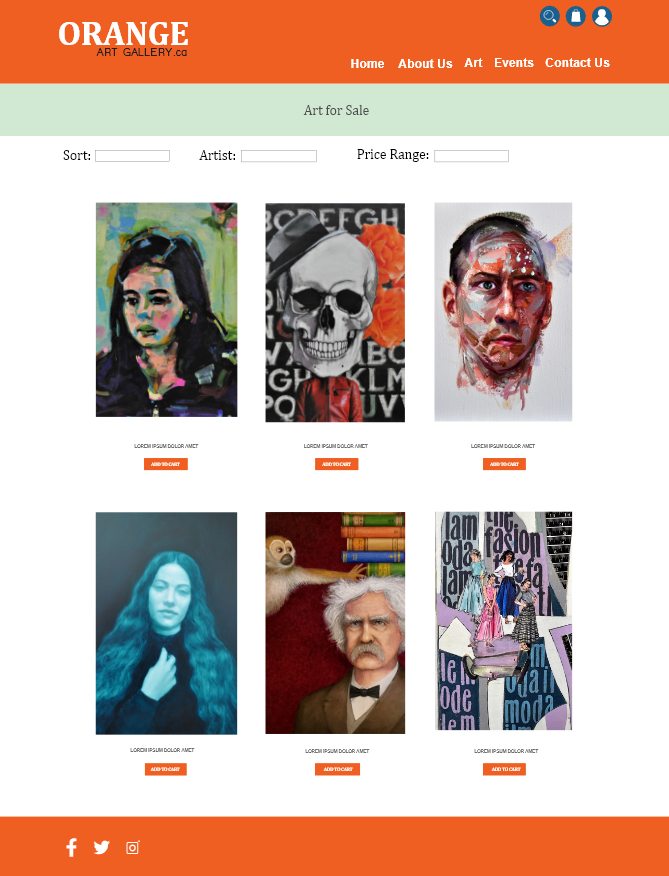 ORANGE
ART GALLERY.ca
Home About Us Art Events Contact Us
Art for Sale
Sort: Artist: Price Range:
BCDEFGH
LOREM IPSUM DOLOR AMET LOREM IPSUM DOLOR AMET LOREM IPSUM DOLOR AMET
ADD TO CART ADD TO CART ADD TO CART
fasion
LOREM IPSUM DOLOR AMET LOREM IPSUM DOLOR AMET LOREM IPSUM DOLOR AMET
ADD TO CART ADD TO CART ADD TO CART